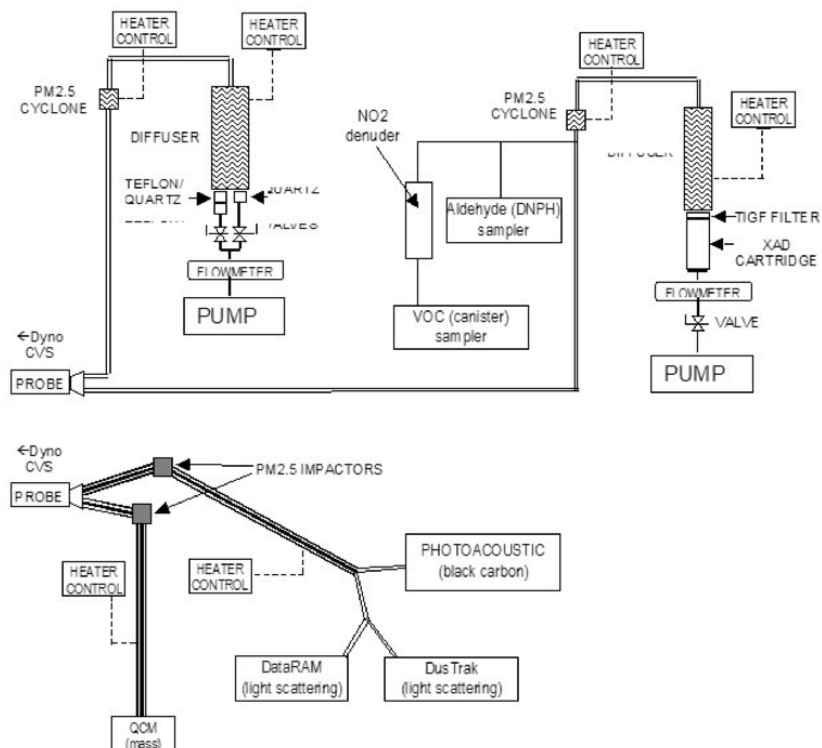 HEATER
CONTROL
HEATER
CONTROL
PM2.5
CYCLONE
DIFFUSER
TEFLON/
QUARTZ
FLOWMETER
PUMP
←Dyno
CVS
PROBE
NO2
denuder
Aldehyde (DNPH)
sampler
VOC (canister)
sampler
HEATER
CONTROL
PM2.5
CYCLONE
HEATER
CONTROL
TIGF FILTER
XAD
CARTRIDGE
FLOWMETER
VALVE
PUMP
←Dyno
CVS
PROBE
PM2.5 IMPACTORS
HEATER
CONTROL
HEATER
CONTROL
PHOTOACOUSTIC
(black carbon)
DataRAM
(light scattering)
DusTrak
(light scattering)
QCM
(mass)